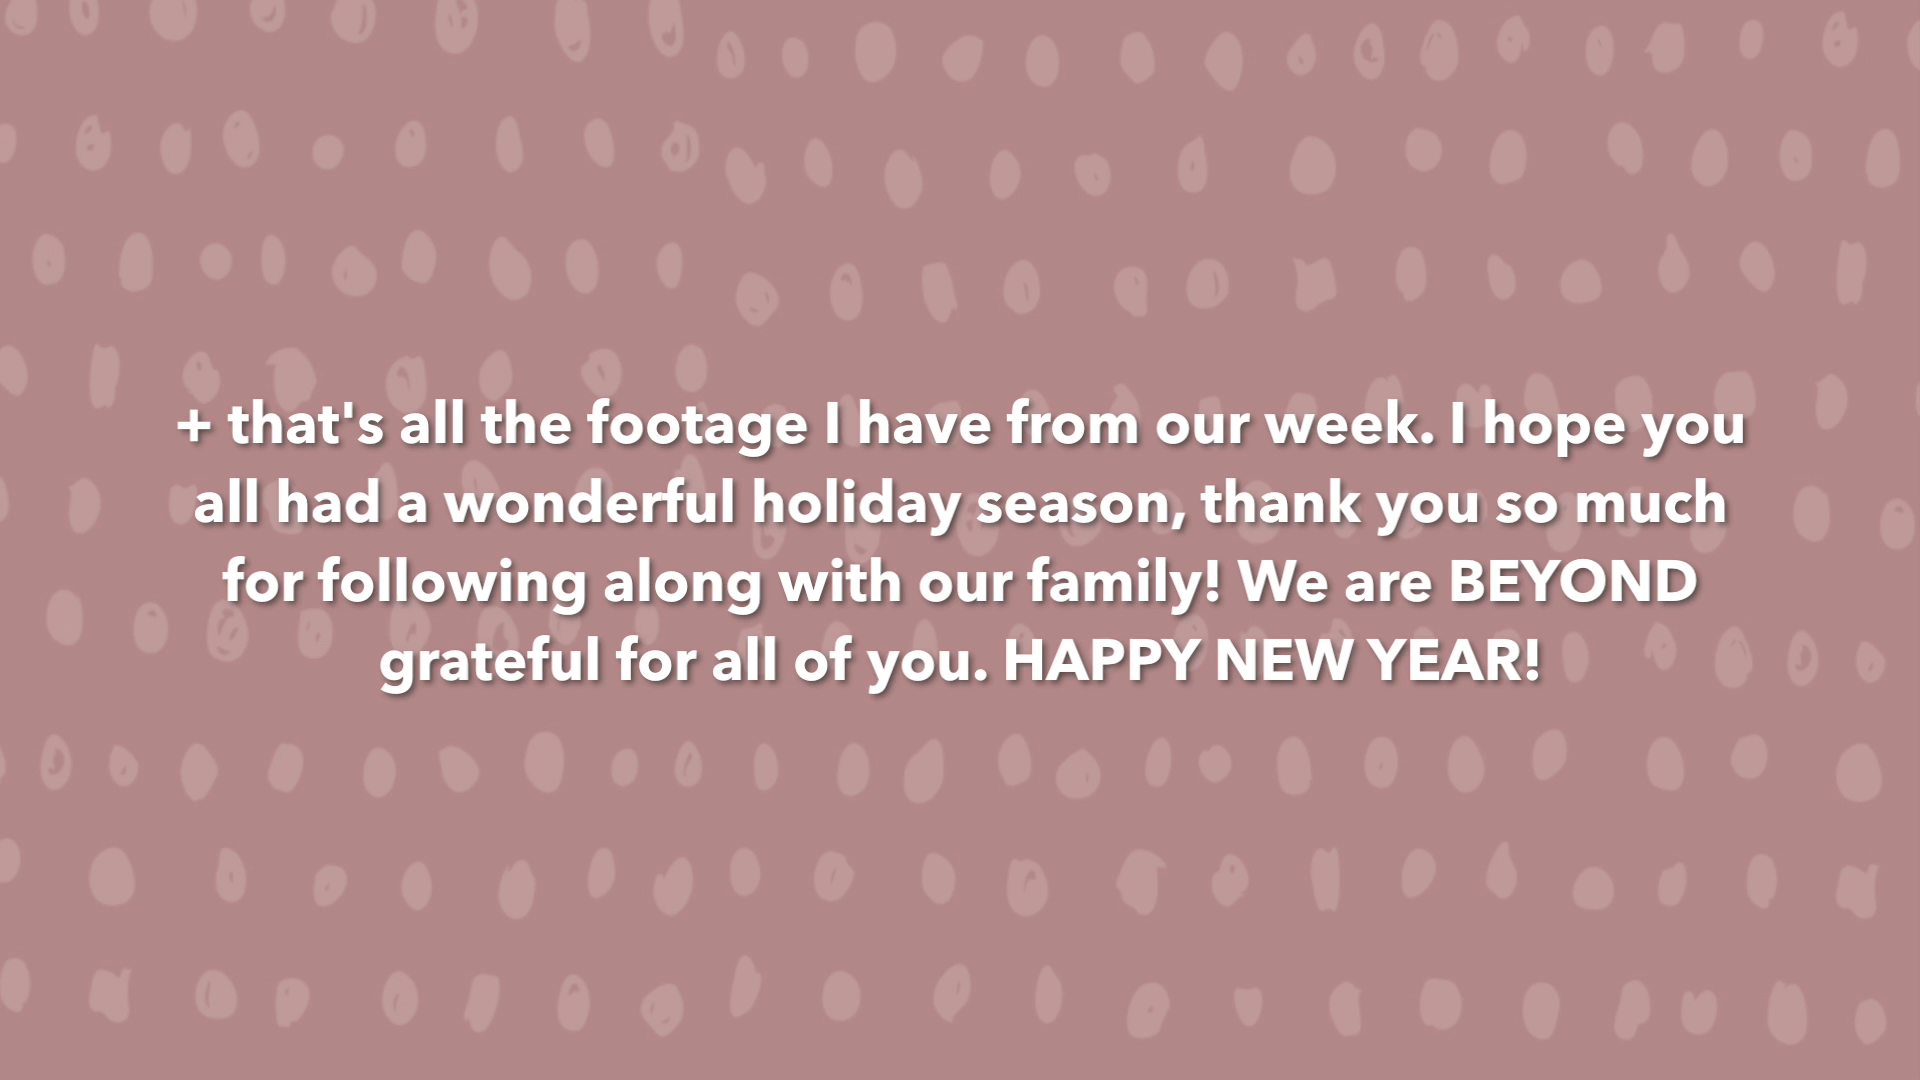 + that's all the footage I have from our week. I hope you
all had a wonderful holiday season, thank you so much
for following along with our family! We are BEYOND
grateful for all of you. HAPPY NEW YEAR!